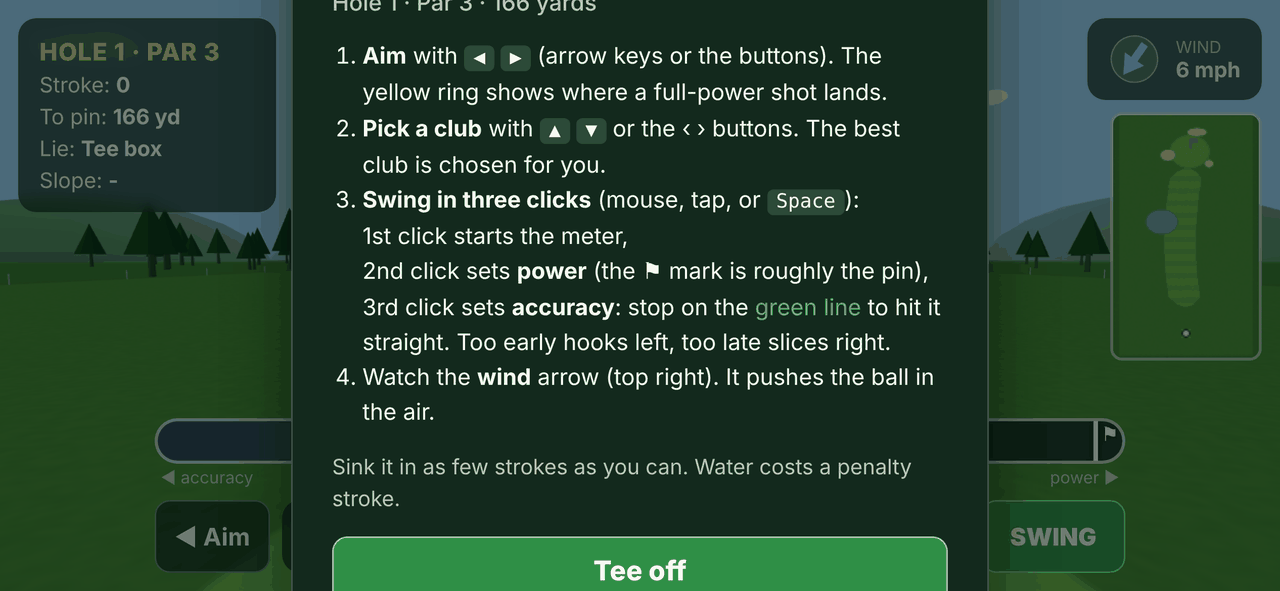 Hole 1 · Par 3 · 166 yards
HOLE 1 · PAR 3
Stroke: 0
To pin: 166 yd
Lie: Tee box
Slope: -
1. Aim with ◀ ▶ (arrow keys or the buttons). The
yellow ring shows where a full-power shot lands.
2. Pick a club with ▲ ▼ or the ‹ › buttons. The best
club is chosen for you.
3. Swing in three clicks (mouse, tap, or Space):
1st click starts the meter,
2nd click sets power (the ⚑ mark is roughly the pin),
3rd click sets accuracy: stop on the green line to hit it
straight. Too early hooks left, too late slices right.
4. Watch the wind arrow (top right). It pushes the ball in
the air.
Sink it in as few strokes as you can. Water costs a penalty
stroke.
Tee off
WIND
6 mph
◀ accuracy
power ▶
◀ Aim
SWING